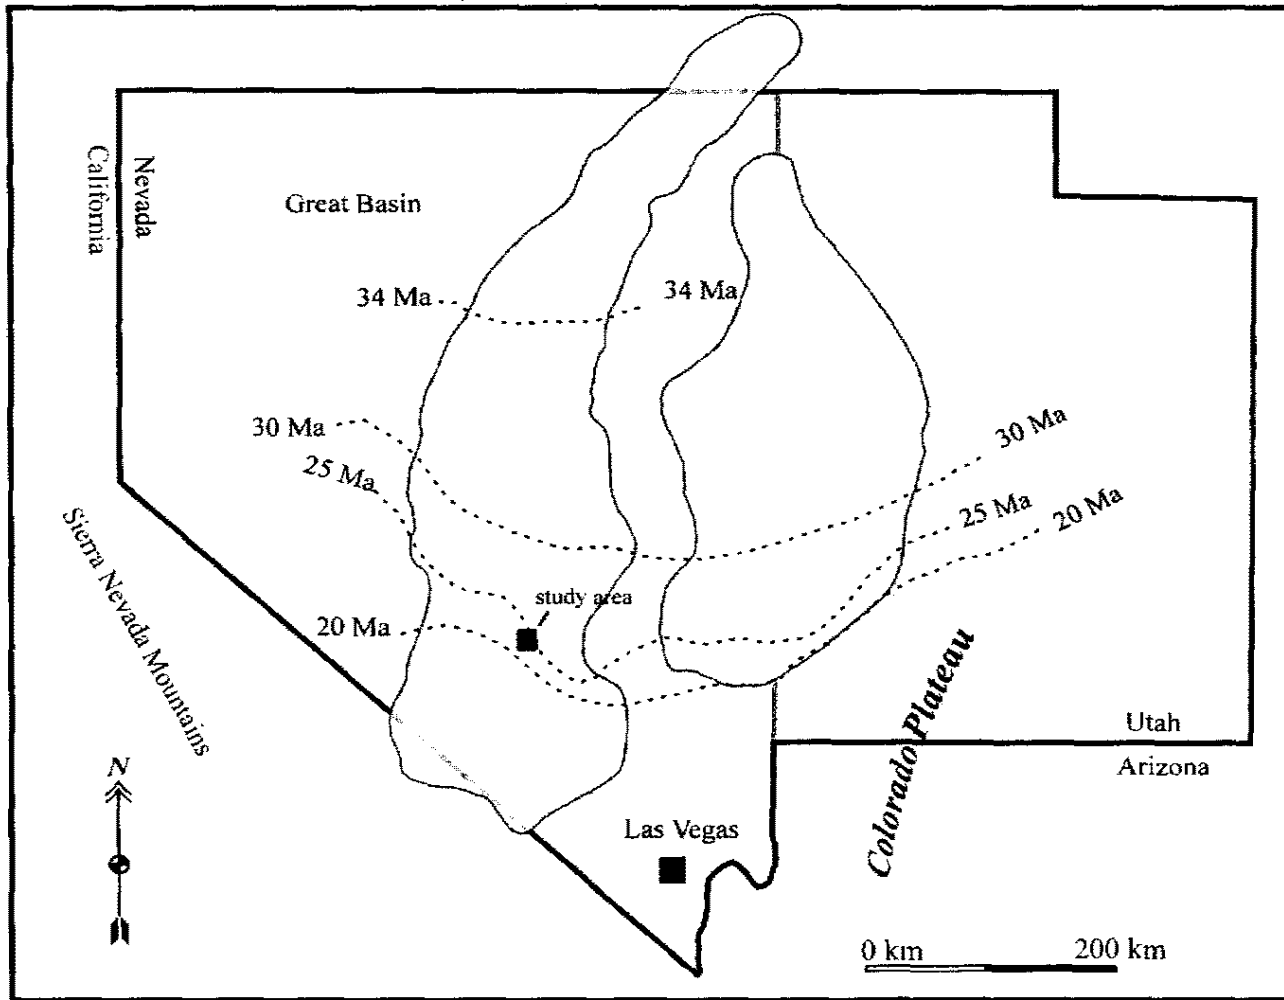 California
Nevada
Great Basin
34 Ma
34 Ma
30 Ma
30 Ma
25 Ma
25 Ma
20 Ma
study area
20 Ma
Sierra Nevada Mountains
Colorado Plateau
Utah
Arizona
N
Las Vegas
0 km
200 km